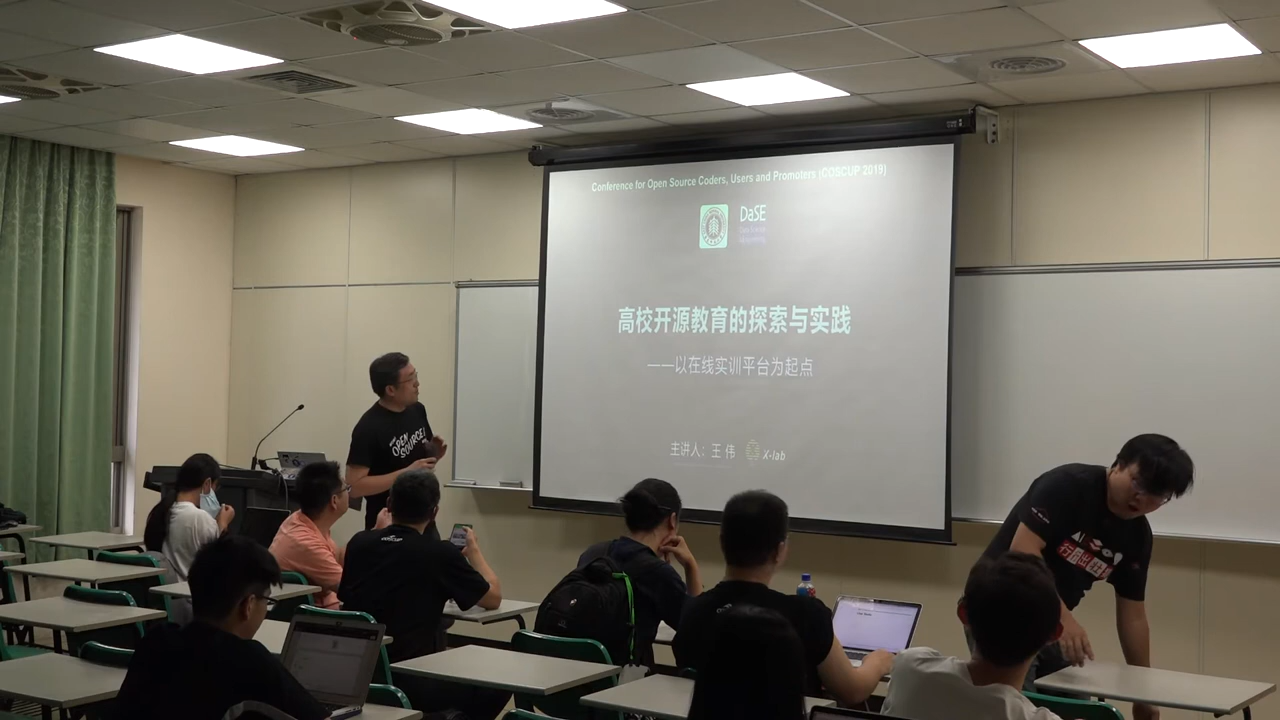 Conference for Open Source Coders, Users and Promoters (COSCUP 2019)
DaSE
高校开源教育的探索与实践
——以在线实训平台为起点
主讲人：王 伟
X-lab
OPEN
SOURCE!